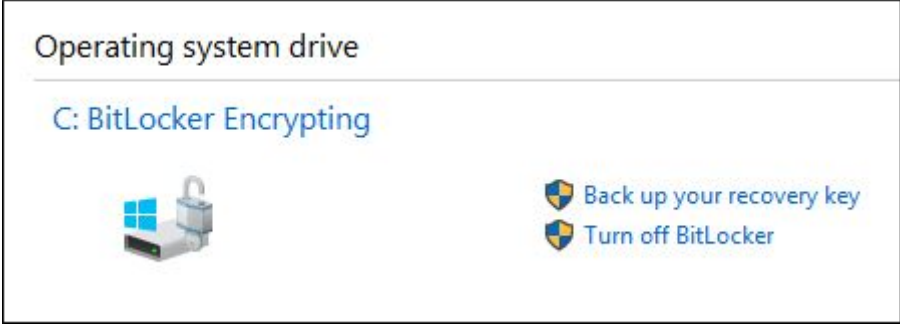 Operating system drive
C: BitLocker Encrypting
Back up your recovery key
Turn off BitLocker